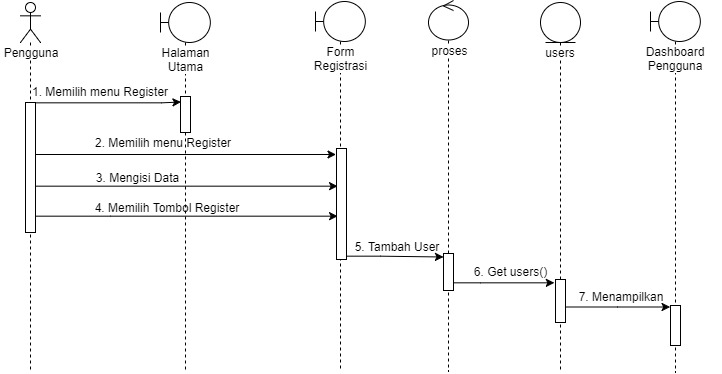 Pengguna
Halaman
Utama
Form
Registrasi
proses
users
Dashboard
Pengguna
1. Memilih menu Register
2. Memilih menu Register
3. Mengisi Data
4. Memilih Tombol Register
5. Tambah User
6. Get users()
7. Menampilkan